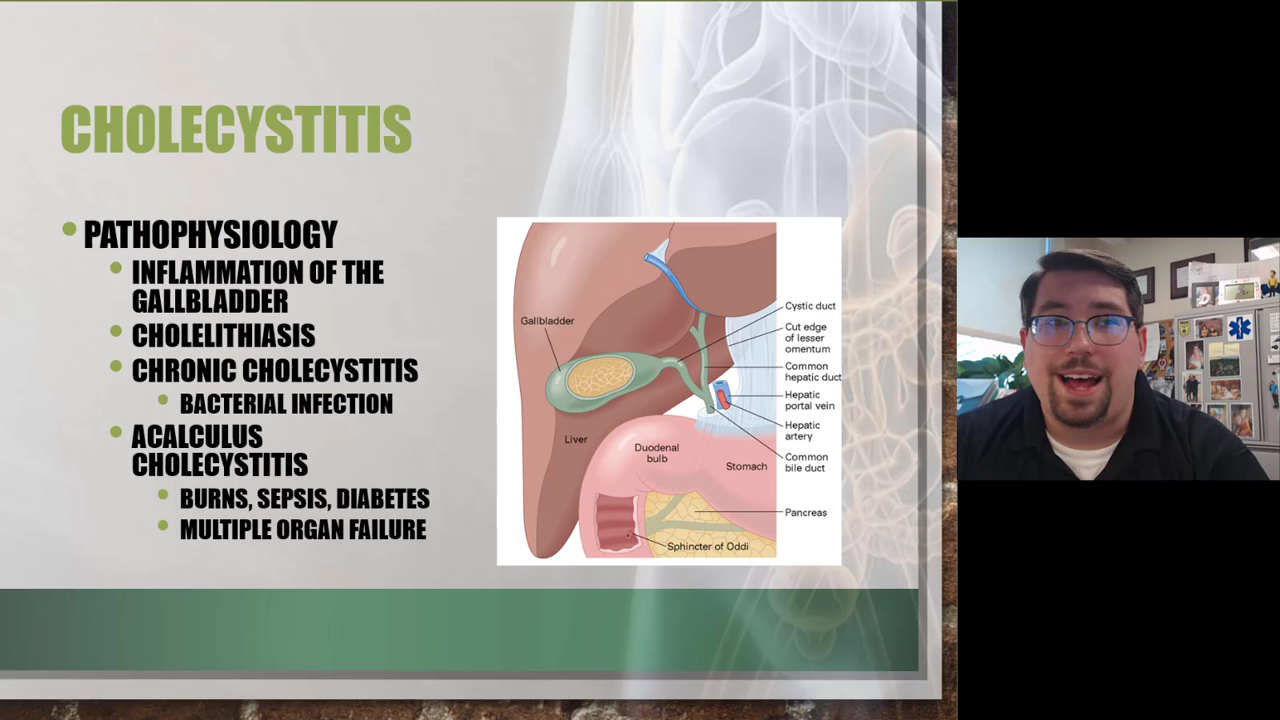 CHOLECYSTITIS
PATHOPHYSIOLOGY
INFLAMMATION OF THE
GALLBLADDER
CHOLELITHIASIS
CHRONIC CHOLECYSTITIS
BACTERIAL INFECTION
ACALCULUS
CHOLECYSTITIS
BURNS, SEPSIS, DIABETES
MULTIPLE ORGAN FAILURE
Gallbladder
Liver
Duodenal
bulb
Stomach
Sphincter of Oddi
Cystic duct
Cut edge
of lesser
omentum
Common
hepatic duct
Hepatic
portal vein
Hepatic
artery
Common
bile duct
Pancreas